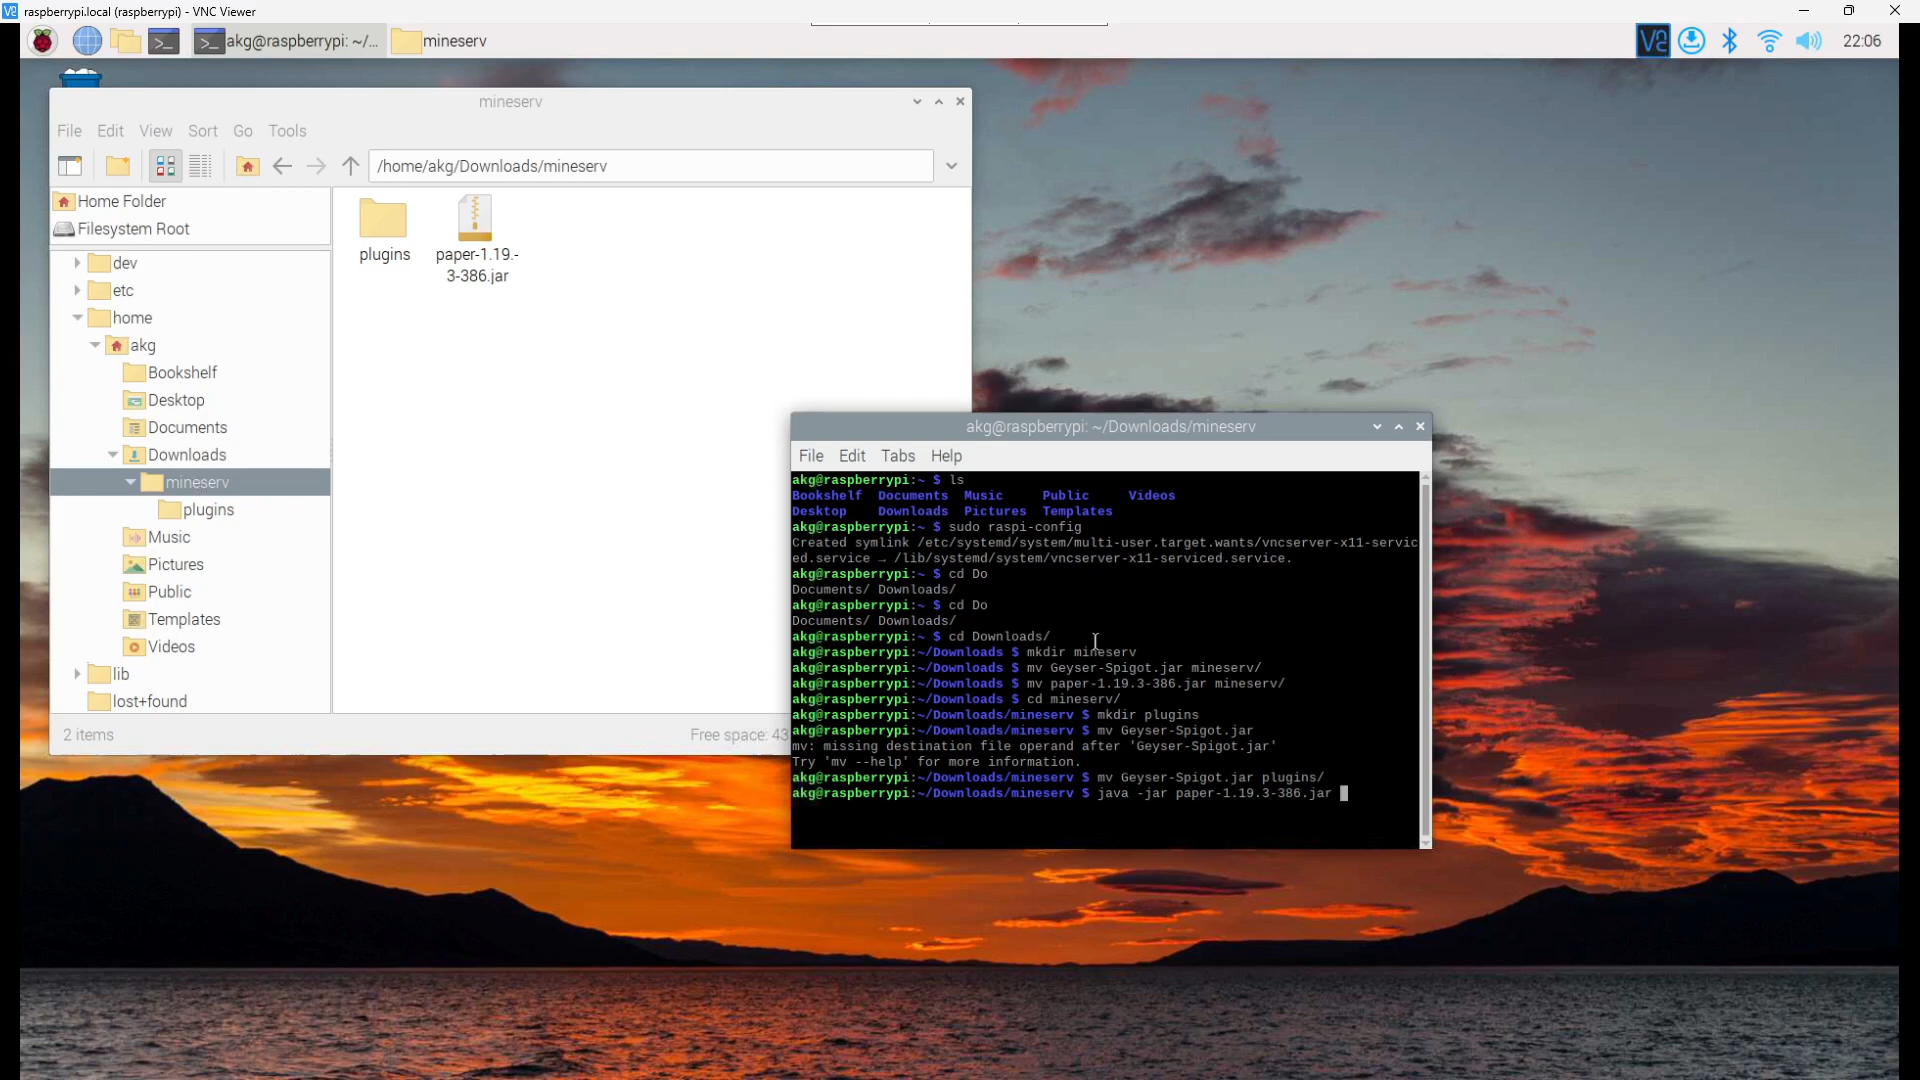 raspberrypi.local (raspberrypi) - VNC Viewer
akg@raspberrypi: ~/...
mineserv
22:06
mineserv
File Edit View Sort Go Tools
/home/akg/Downloads/mineserv
Home Folder
Filesystem Root
dev
etc
home
akg
Bookshelf
Desktop
Documents
Downloads
mineserv
plugins
Music
Pictures
Public
Templates
Videos
lib
lost+found
plugins
paper-1.19.-
3-386.jar
2 items
Free space: 43
akg@raspberrypi: ~/Downloads/mineserv
File Edit Tabs Help
akg@raspberrypi:~ $ ls
Bookshelf Documents Music Public Videos
Desktop Downloads Pictures Templates
akg@raspberrypi:~ $ sudo raspi-config
Created symlink /etc/systemd/system/multi-user.target.wants/vncserver-x11-servic
ed.service → /lib/systemd/system/vncserver-x11-serviced.service.
akg@raspberrypi:~ $ cd Do
Documents/ Downloads/
akg@raspberrypi:~ $ cd Do
Documents/ Downloads/
akg@raspberrypi:~ $ cd Downloads/
akg@raspberrypi:~/Downloads $ mkdir mineserv
akg@raspberrypi:~/Downloads $ mv Geyser-Spigot.jar mineserv/
akg@raspberrypi:~/Downloads $ mv paper-1.19.3-386.jar mineserv/
akg@raspberrypi:~/Downloads $ cd mineserv/
akg@raspberrypi:~/Downloads/mineserv $ mkdir plugins
akg@raspberrypi:~/Downloads/mineserv $ mv Geyser-Spigot.jar
mv: missing destination file operand after 'Geyser-Spigot.jar'
Try 'mv --help' for more information.
akg@raspberrypi:~/Downloads/mineserv $ mv Geyser-Spigot.jar plugins/
akg@raspberrypi:~/Downloads/mineserv $ java -jar paper-1.19.3-386.jar